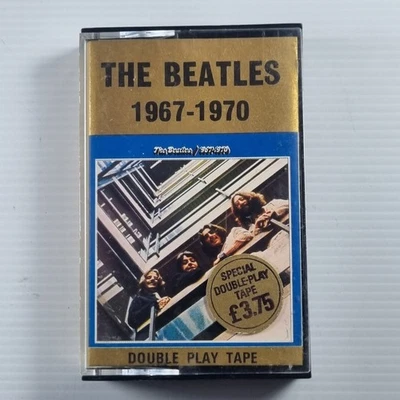 THE BEATLES
1967-1970
The Beatles/1967-1970
SPECIAL
DOUBLE-PLAY
TAPE
£3.75
DOUBLE PLAY TAPE